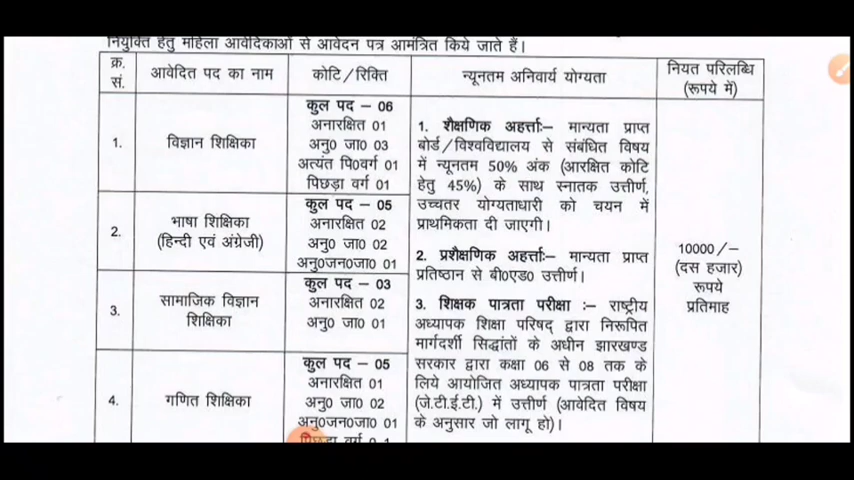 नियुक्ति हेतु महिला आवेदिकाओं से आवेदन पत्र आमंत्रित किये जाते हैं।
क्र. सं.
आवेदित पद का नाम
कोटि/रिक्ति
न्यूनतम अनिवार्य योग्यता
नियत परिलब्धि
(रूपये में)
1.
विज्ञान शिक्षिका
कुल पद – 06
अनारक्षित 01
अनु0 जा0 03
अत्यंत पि0वर्ग 01
पिछड़ा वर्ग 01
2.
भाषा शिक्षिका
(हिन्दी एवं अंग्रेजी)
कुल पद – 05
अनारक्षित 02
अनु0 जा0 02
अनु0जन0जा0 01
3.
सामाजिक विज्ञान
शिक्षिका
कुल पद – 03
अनारक्षित 02
अनु0 जा0 01
4.
गणित शिक्षिका
कुल पद – 05
अनारक्षित 01
अनु0 जा0 02
अनु0जन0जा0 01
पिछड़ा वर्ग 0 1
1. शैक्षणिक अहर्त्ताः– मान्यता प्राप्त
बोर्ड/विश्वविद्यालय से संबंधित विषय
में न्यूनतम 50% अंक (आरक्षित कोटि
हेतु 45%) के साथ स्नातक उत्तीर्ण,
उच्चतर योग्यताधारी को चयन में
प्राथमिकता दी जाएगी।
2. प्रशैक्षणिक अहर्त्ताः– मान्यता प्राप्त
प्रतिष्ठान से बी0एड0 उत्तीर्ण।
3. शिक्षक पात्रता परीक्षा :– राष्ट्रीय
अध्यापक शिक्षा परिषद् द्वारा निरूपित
मार्गदर्शी सिद्धांतों के अधीन झारखण्ड
सरकार द्वारा कक्षा 06 से 08 तक के
लिये आयोजित अध्यापक पात्रता परीक्षा
(जे.टी.ई.टी.) में उत्तीर्ण (आवेदित विषय
के अनुसार जो लागू हो)।
10000/–
(दस हजार)
रूपये
प्रतिमाह